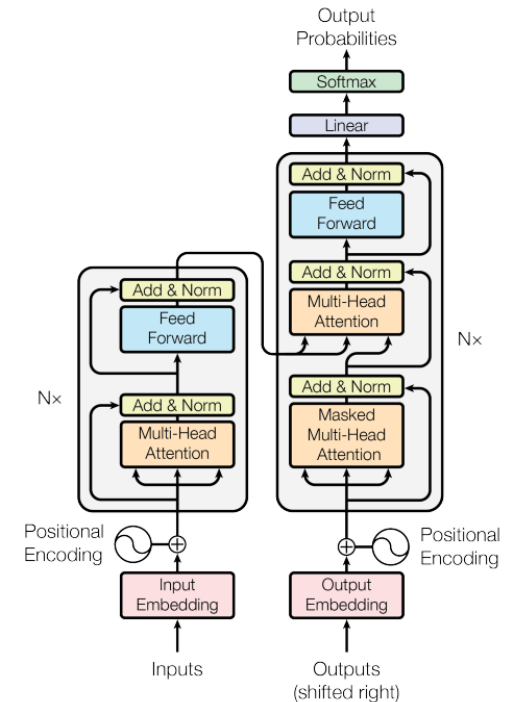 Output
Probabilities
Softmax
Linear
Add & Norm
Feed
Forward
Add & Norm
Multi-Head
Attention
Add & Norm
Masked
Multi-Head
Attention
N×
Add & Norm
Feed
Forward
N×
Add & Norm
Multi-Head
Attention
Positional
Encoding
Positional
Encoding
Input
Embedding
Output
Embedding
Inputs
Outputs
(shifted right)